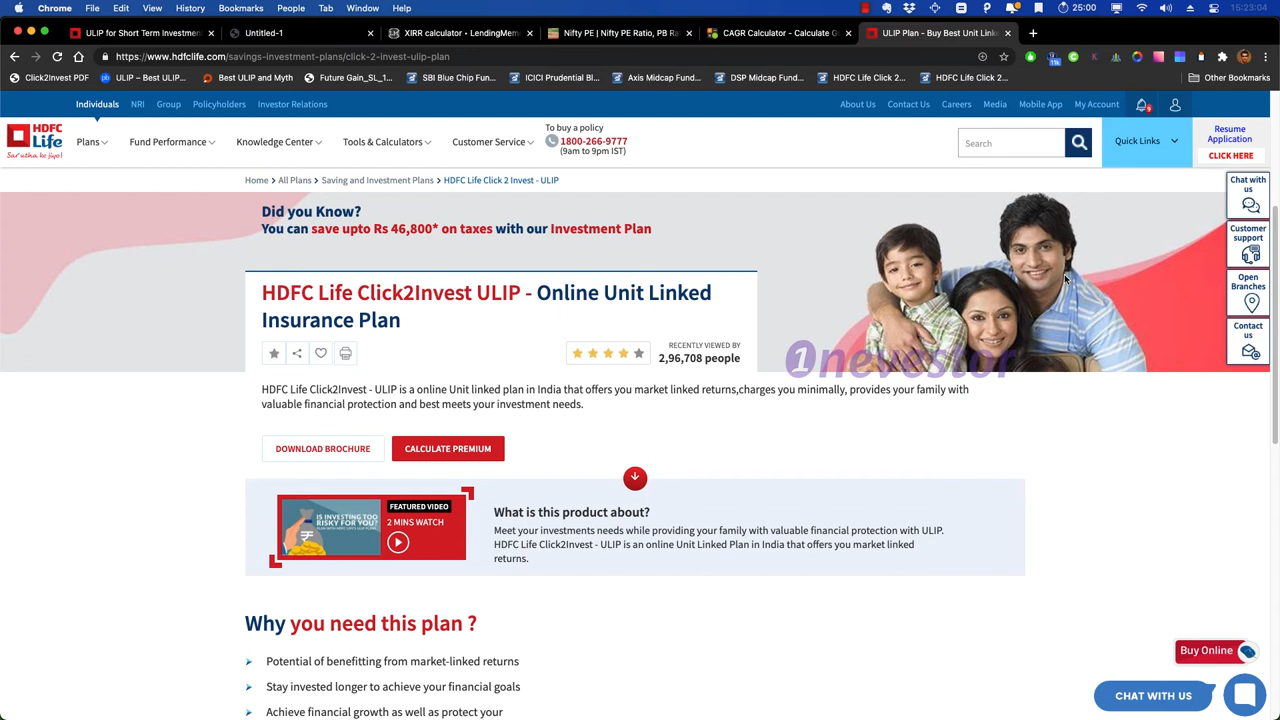 Chrome File Edit View History Bookmarks Profiles Tab Window Help
25:00
25:03:04
ULIP for Short Term Investmen
Untitled-1
XIRR calculator • LendingMem
Nifty PE | Nifty PE Ratio, PB Ra
CAGR Calculator - Calculate G
ULIP Plan - Buy Best Unit Link
https://www.hdfclife.com/savings-investment-plans/click-2-invest-ulip-plan
Click2Invest PDF
ULIP – Best ULIP...
Best ULIP and Myth
Future Gain_SL_1...
SBI Blue Chip Fun...
ICICI Prudential Bl...
Axis Midcap Fund...
DSP Midcap Fund...
HDFC Life Click 2...
HDFC Life Click 2...
Other Bookmarks
Individuals NRI Group Policyholders Investor Relations
About Us Contact Us Careers Media Mobile App My Account
HDFC
Life
Sar utha ke jiyo!
Plans Fund Performance Knowledge Center Tools & Calculators Customer Service
To buy a policy
1800-266-9777
(9am to 9pm IST)
Search
Quick Links
Resume
Application
CLICK HERE
Home > All Plans > Saving and Investment Plans > HDFC Life Click 2 Invest - ULIP
Did you Know?
You can save upto Rs 46,800* on taxes with our Investment Plan
HDFC Life Click2Invest ULIP - Online Unit Linked
Insurance Plan
RECENTLY VIEWED BY
2,96,708 people
1nevestor
HDFC Life Click2Invest - ULIP is a online Unit linked plan in India that offers you market linked returns,charges you minimally, provides your family with
valuable financial protection and best meets your investment needs.
DOWNLOAD BROCHURE
CALCULATE PREMIUM
IS INVESTING TOO
RISKY FOR YOU?
FEATURED VIDEO
2 MINS WATCH
What is this product about?
Meet your investments needs while providing your family with valuable financial protection with ULIP.
HDFC Life Click2Invest - ULIP is an online Unit Linked Plan in India that offers you market linked
returns.
Why you need this plan ?
Potential of benefitting from market-linked returns
Stay invested longer to achieve your financial goals
Achieve financial growth as well as protect your
Chat with
us
Customer
support
Open
Branches
Contact
us
Buy Online
CHAT WITH US